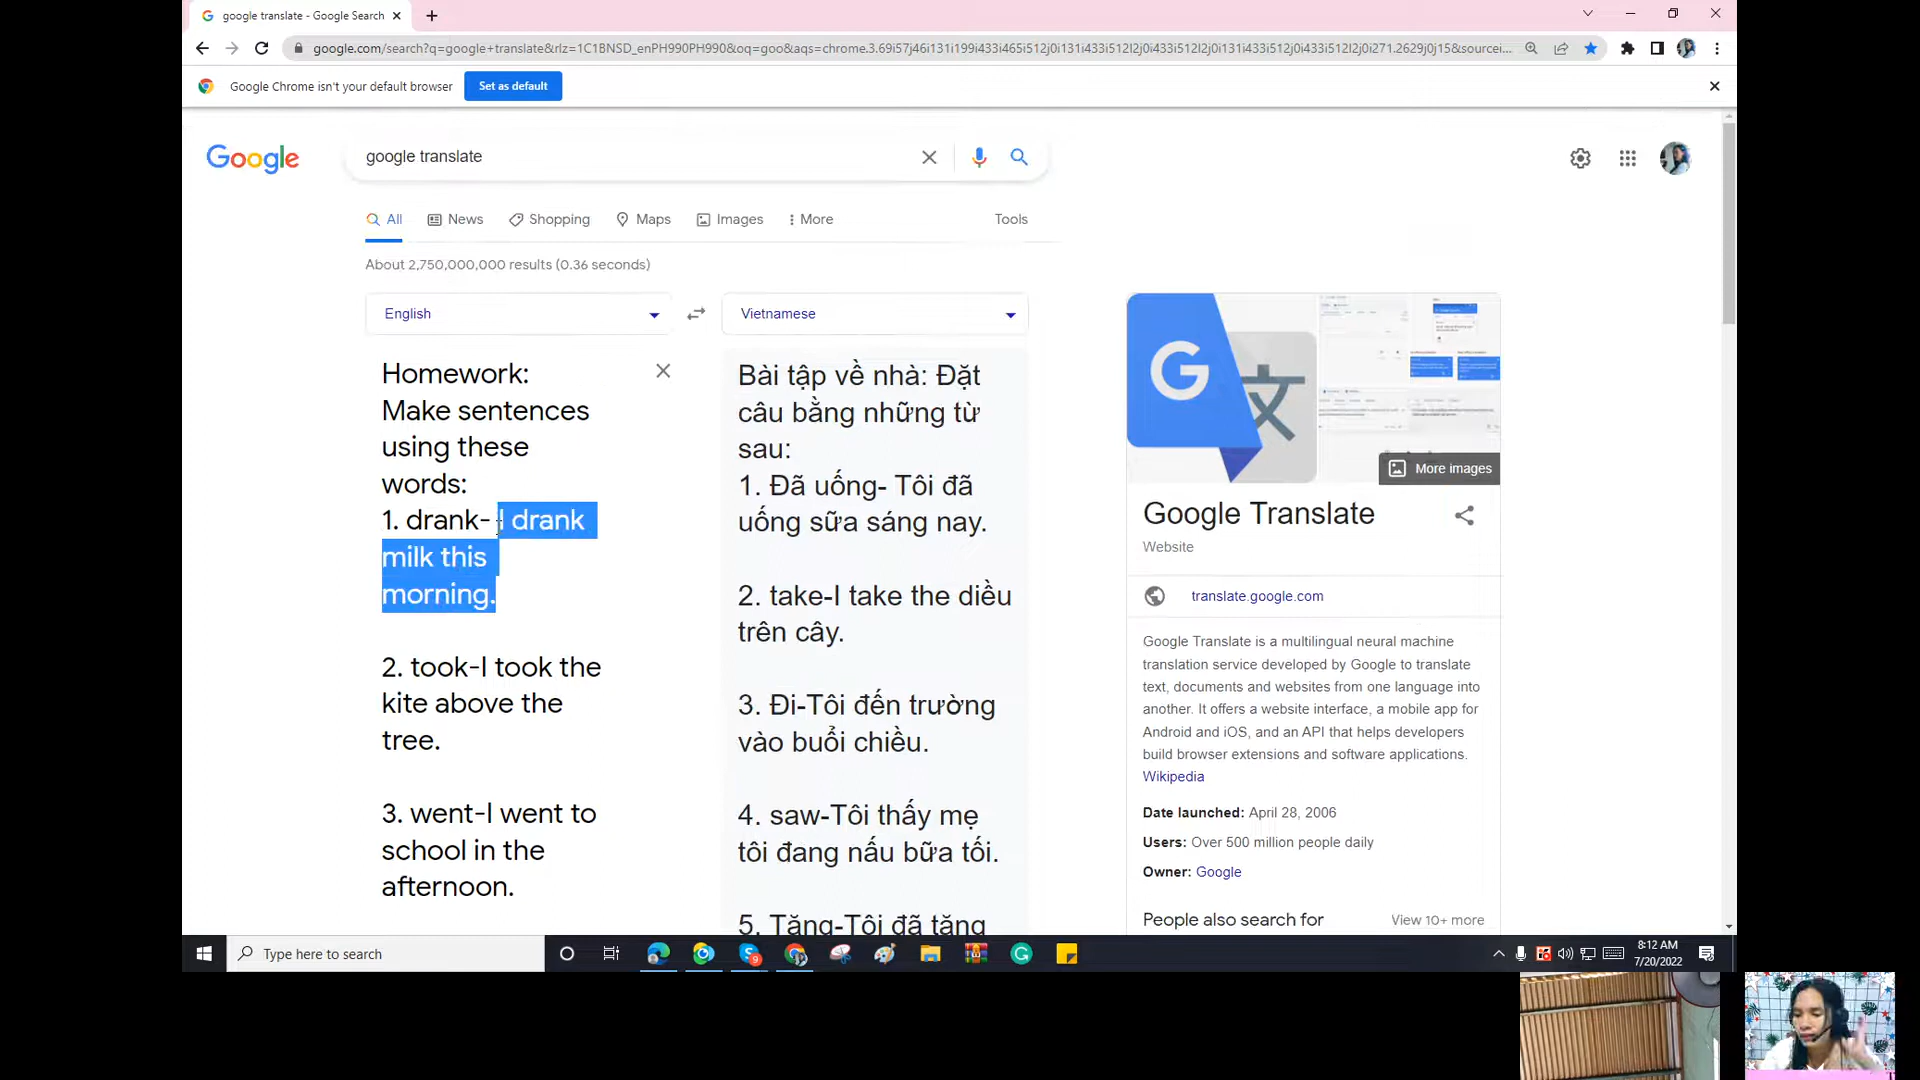 google translate - Google Search
google.com/search?q=google+translate&rlz=1C1BNSD_enPH990PH990&oq=goo&aqs=chrome.3.69i57j46i131i199i433i465i512j0i131i433i512l2j0i433i512l2j0i131i433i512j0i433i512l2j0i271.2629j0j15&sourcei...
Google Chrome isn't your default browser
Set as default
Google
google translate
All
News
Shopping
Maps
Images
More
Tools
About 2,750,000,000 results (0.36 seconds)
English
Vietnamese
Homework:
Make sentences
using these
words:
1. drank- I drank
milk this
morning.
2. took-I took the
kite above the
tree.
3. went-I went to
school in the
afternoon.
Bài tập về nhà: Đặt
câu bằng những từ
sau:
1. Đã uống- Tôi đã
uống sữa sáng nay.
2. take-I take the diều
trên cây.
3. Đi-Tôi đến trường
vào buổi chiều.
4. saw-Tôi thấy mẹ
tôi đang nấu bữa tối.
5. Tăng-Tôi đã tăng
G
文
More images
Google Translate
Website
translate.google.com
Google Translate is a multilingual neural machine
translation service developed by Google to translate
text, documents and websites from one language into
another. It offers a website interface, a mobile app for
Android and iOS, and an API that helps developers
build browser extensions and software applications.
Wikipedia
Date launched: April 28, 2006
Users: Over 500 million people daily
Owner: Google
People also search for
View 10+ more
Type here to search
8:12 AM
7/20/2022